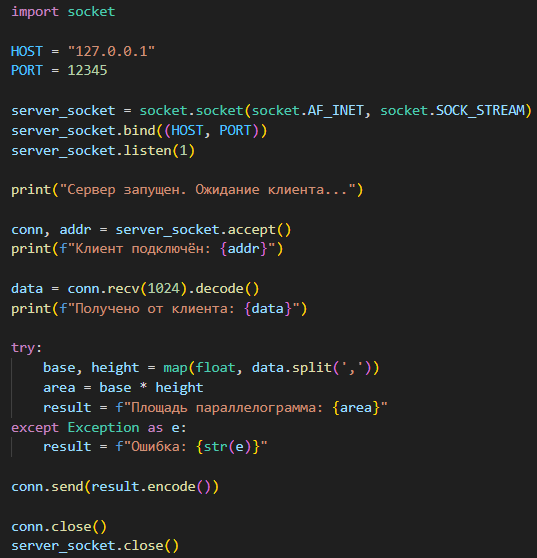 import socket

HOST = "127.0.0.1"
PORT = 12345

server_socket = socket.socket(socket.AF_INET, socket.SOCK_STREAM)
server_socket.bind((HOST, PORT))
server_socket.listen(1)

print("Сервер запущен. Ожидание клиента...")

conn, addr = server_socket.accept()
print(f"Клиент подключён: {addr}")

data = conn.recv(1024).decode()
print(f"Получено от клиента: {data}")

try:
    base, height = map(float, data.split(','))
    area = base * height
    result = f"Площадь параллелограмма: {area}"
except Exception as e:
    result = f"Ошибка: {str(e)}"

conn.send(result.encode())

conn.close()
server_socket.close()